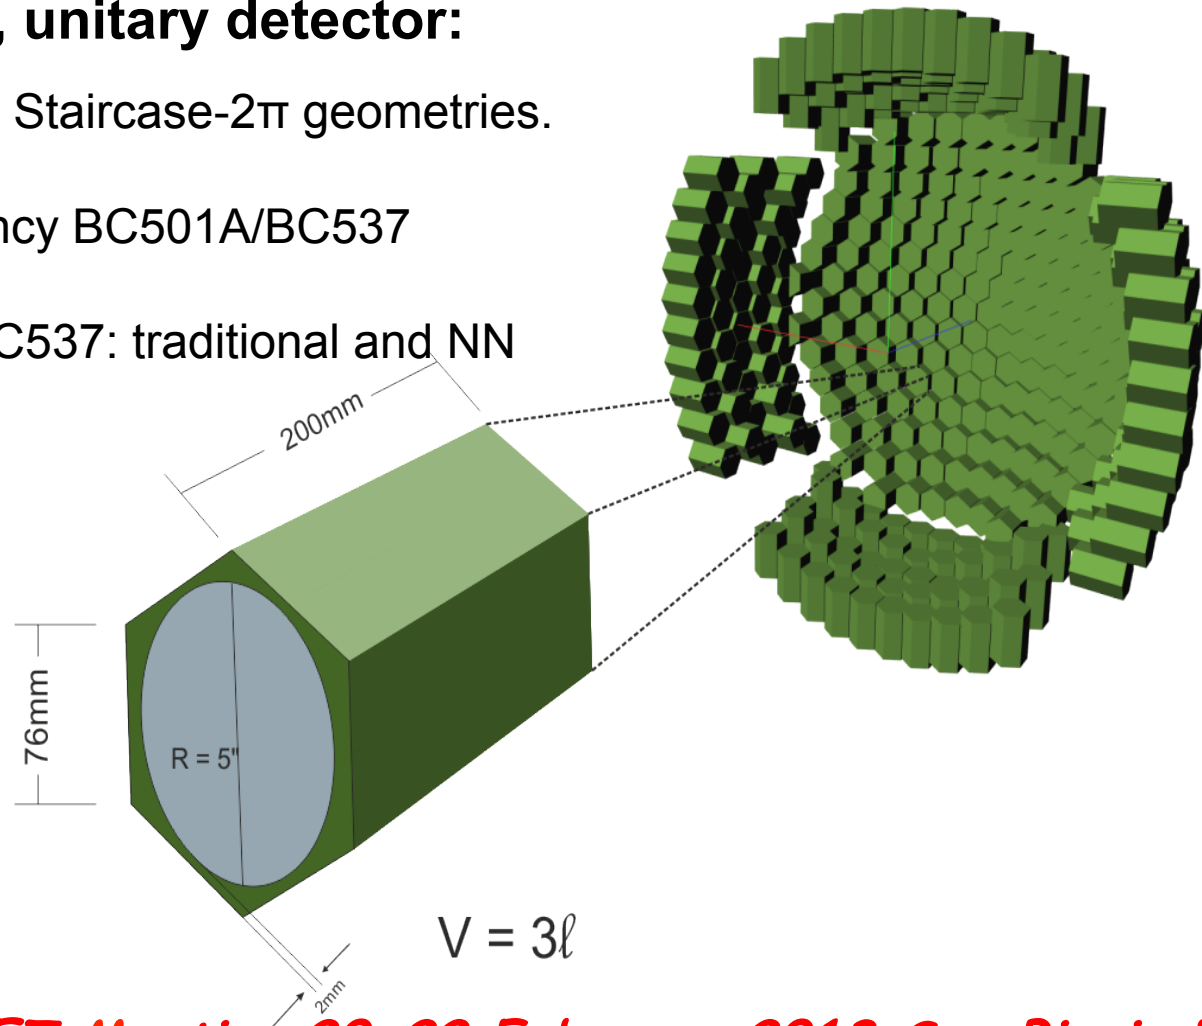 , unitary detector:
Staircase-2π geometries.
ncy BC501A/BC537
C537: traditional and NN
200mm
76mm
R = 5"
V = 3ℓ
2mm